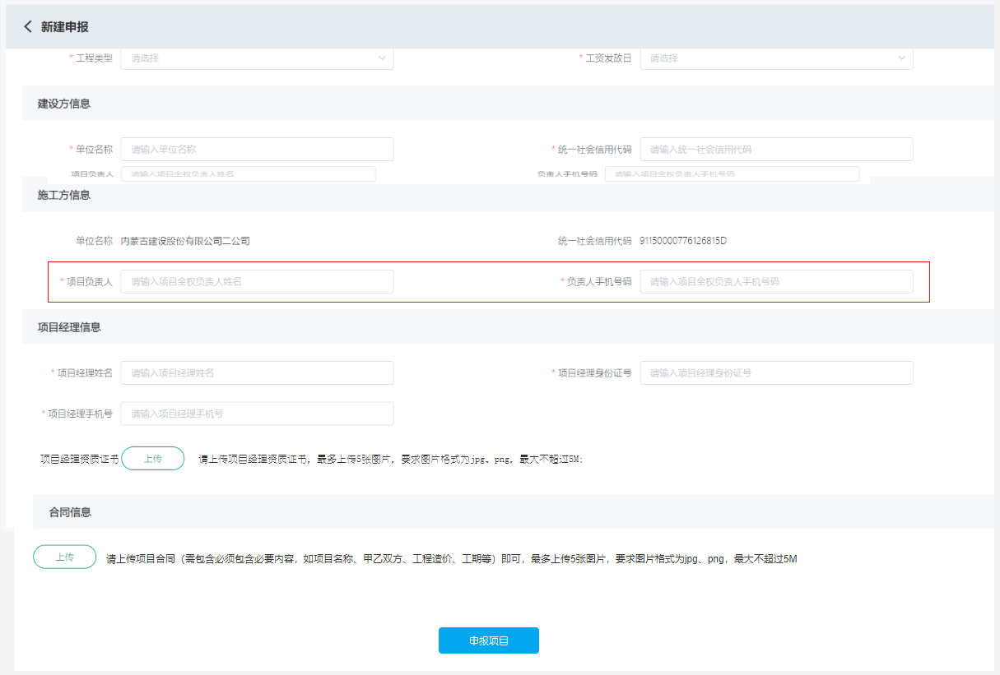 新建申报
* 工程类型 请选择 * 工资发放日 请选择
建设方信息
* 单位名称 请输入单位名称 * 统一社会信用代码 请输入统一社会信用代码
项目负责人 请输入项目全权负责人姓名 负责人手机号码 请输入项目全权负责人手机号码
施工方信息
单位名称 内蒙古建设股份有限公司二公司 统一社会信用代码 91150000776126815D
* 项目负责人 请输入项目全权负责人姓名 * 负责人手机号码 请输入项目全权负责人手机号码
项目经理信息
* 项目经理姓名 请输入项目经理姓名 * 项目经理身份证号 请输入项目经理身份证号
* 项目经理手机号 请输入项目经理手机号
项目经理资质证书 上传 请上传项目经理资质证书，最多上传5张图片，要求图片格式为jpg、png，最大不超过5M;
合同信息
上传 请上传项目合同（需包含必须包含必要内容，如项目名称、甲乙双方、工程造价、工期等）即可，最多上传5张图片，要求图片格式为jpg、png，最大不超过5M
申报项目